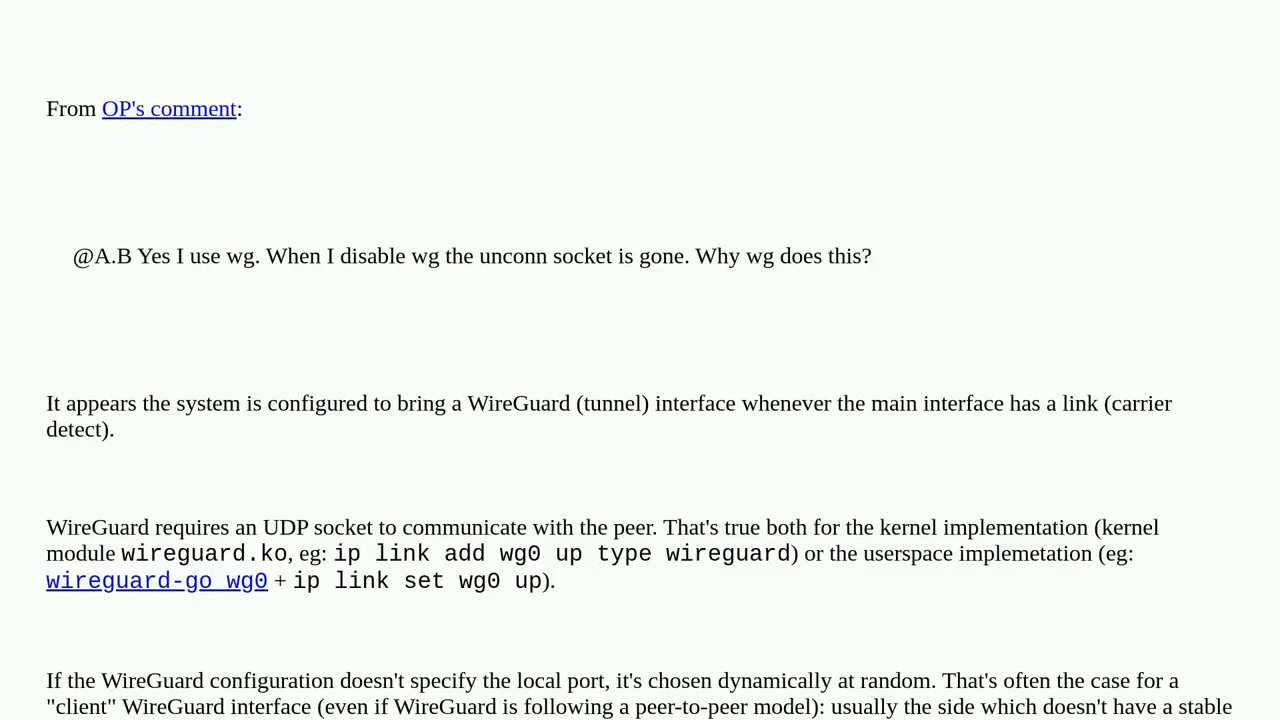 From OP's comment:
@A.B Yes I use wg. When I disable wg the unconn socket is gone. Why wg does this?
It appears the system is configured to bring a WireGuard (tunnel) interface whenever the main interface has a link (carrier
detect).
WireGuard requires an UDP socket to communicate with the peer. That's true both for the kernel implementation (kernel
module wireguard.ko, eg: ip link add wg0 up type wireguard) or the userspace implemetation (eg:
wireguard-go wg0 + ip link set wg0 up).
If the WireGuard configuration doesn't specify the local port, it's chosen dynamically at random. That's often the case for a
"client" WireGuard interface (even if WireGuard is following a peer-to-peer model): usually the side which doesn't have a stable